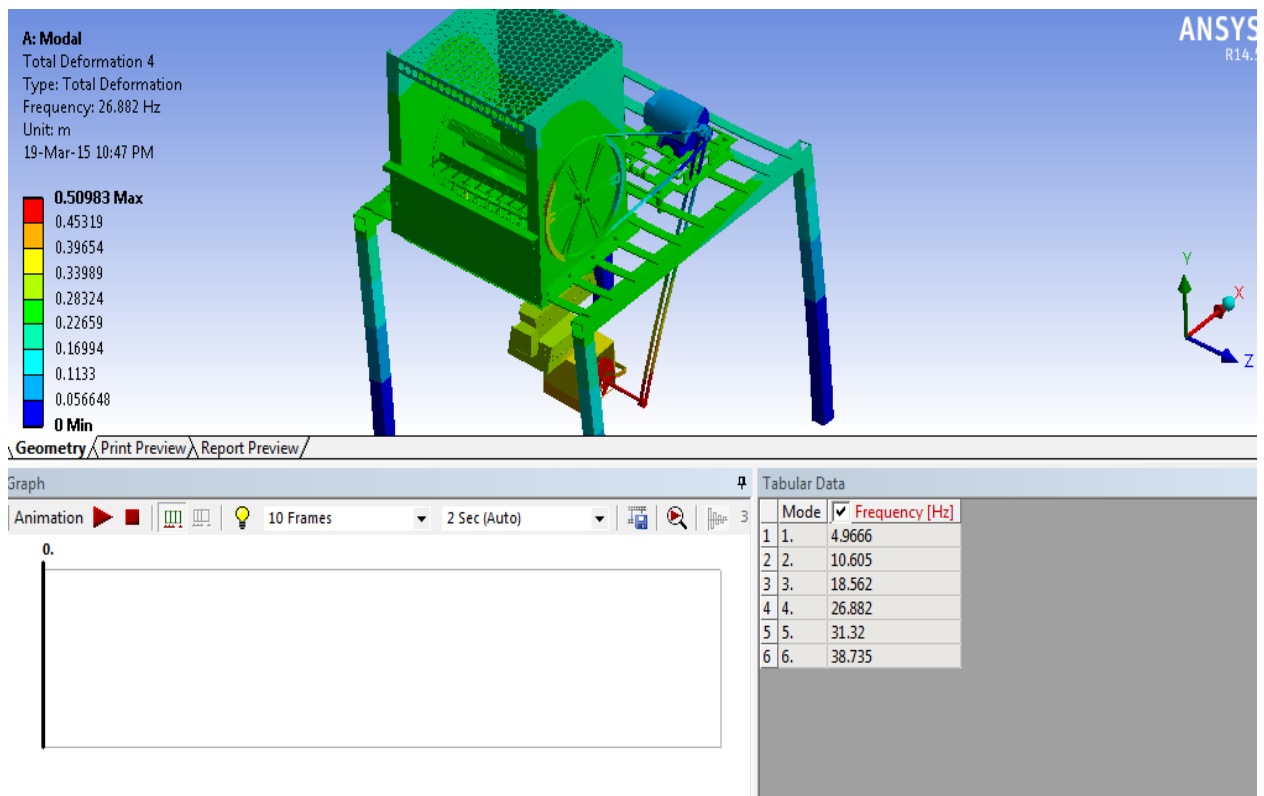 A: Modal
Total Deformation 4
Type: Total Deformation
Frequency: 26.882 Hz
Unit: m
19-Mar-15 10:47 PM
0.50983 Max
0.45319
0.39654
0.33989
0.28324
0.22659
0.16994
0.1133
0.056648
0 Min
ANSYS
R14.5
Y
X
Z
Geometry Print Preview Report Preview
Graph
Animation 10 Frames 2 Sec (Auto) 3
0.
Tabular Data
Mode Frequency [Hz]
1 1. 4.9666
2 2. 10.605
3 3. 18.562
4 4. 26.882
5 5. 31.32
6 6. 38.735